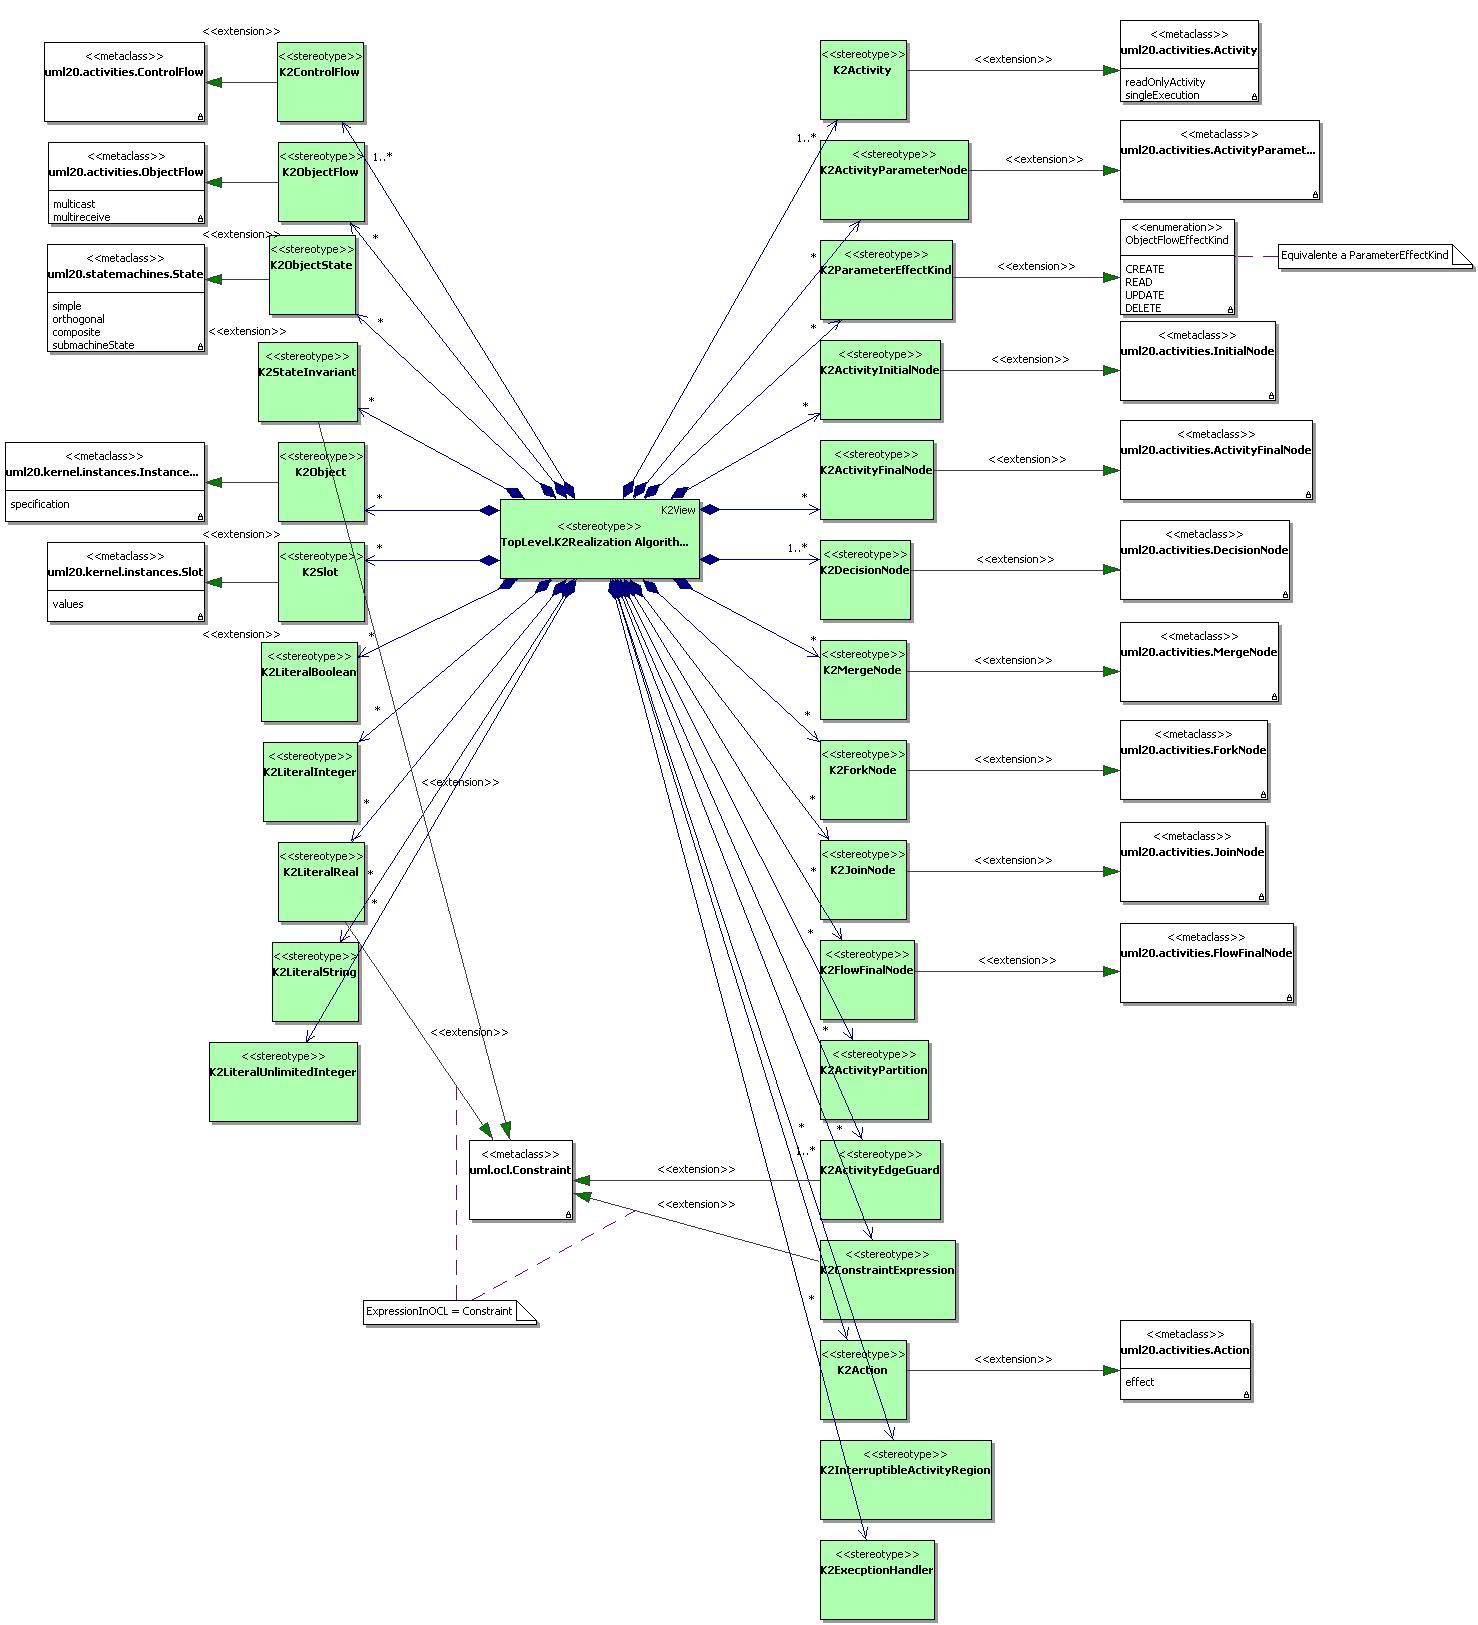 <<extension>>
<<metaclass>>
uml20.activities.ControlFlow
<<stereotype>>
K2ControlFlow
1..*
<<metaclass>>
uml20.activities.ObjectFlow
multicast
multireceive
<<stereotype>>
K2ObjectFlow
*
<<extension>>
<<metaclass>>
uml20.statemachines.State
simple
orthogonal
composite
submachineState
<<stereotype>>
K2ObjectState
*
<<extension>>
<<stereotype>>
K2StateInvariant
*
<<metaclass>>
uml20.kernel.instances.Instance...
specification
<<stereotype>>
K2Object
*
<<extension>>
<<metaclass>>
uml20.kernel.instances.Slot
values
<<stereotype>>
K2Slot
*
<<extension>>
<<stereotype>>
K2LiteralBoolean
*
<<stereotype>>
K2LiteralInteger
*
<<extension>>
<<stereotype>>
K2LiteralReal
*
<<stereotype>>
K2LiteralString
*
<<extension>>
<<stereotype>>
K2LiteralUnlimitedInteger
*
<<metaclass>>
uml.ocl.Constraint
ExpressionInOCL = Constraint
K2View
<<stereotype>>
TopLevel.K2Realization Algorith...
<<stereotype>>
K2Activity
1..*
<<extension>>
<<metaclass>>
uml20.activities.Activity
readOnlyActivity
singleExecution
<<stereotype>>
K2ActivityParameterNode
*
<<extension>>
<<metaclass>>
uml20.activities.ActivityParamet...
<<stereotype>>
K2ParameterEffectKind
*
<<extension>>
<<enumeration>>
ObjectFlowEffectKind
CREATE
READ
UPDATE
DELETE
Equivalente a ParameterEffectKind
<<stereotype>>
K2ActivityInitialNode
*
<<extension>>
<<metaclass>>
uml20.activities.InitialNode
<<stereotype>>
K2ActivityFinalNode
*
<<extension>>
<<metaclass>>
uml20.activities.ActivityFinalNode
<<stereotype>>
K2DecisionNode
1..*
<<extension>>
<<metaclass>>
uml20.activities.DecisionNode
<<stereotype>>
K2MergeNode
*
<<extension>>
<<metaclass>>
uml20.activities.MergeNode
<<stereotype>>
K2ForkNode
*
<<extension>>
<<metaclass>>
uml20.activities.ForkNode
<<stereotype>>
K2JoinNode
*
<<extension>>
<<metaclass>>
uml20.activities.JoinNode
<<stereotype>>
K2FlowFinalNode
*
<<extension>>
<<metaclass>>
uml20.activities.FlowFinalNode
<<stereotype>>
K2ActivityPartition
*
<<stereotype>>
K2ActivityEdgeGuard
*
<<extension>>
<<stereotype>>
K2ConstraintExpression
*
<<extension>>
<<stereotype>>
K2Action
1..*
<<extension>>
<<metaclass>>
uml20.activities.Action
effect
<<stereotype>>
K2InterruptibleActivityRegion
*
<<stereotype>>
K2ExecptionHandler
*